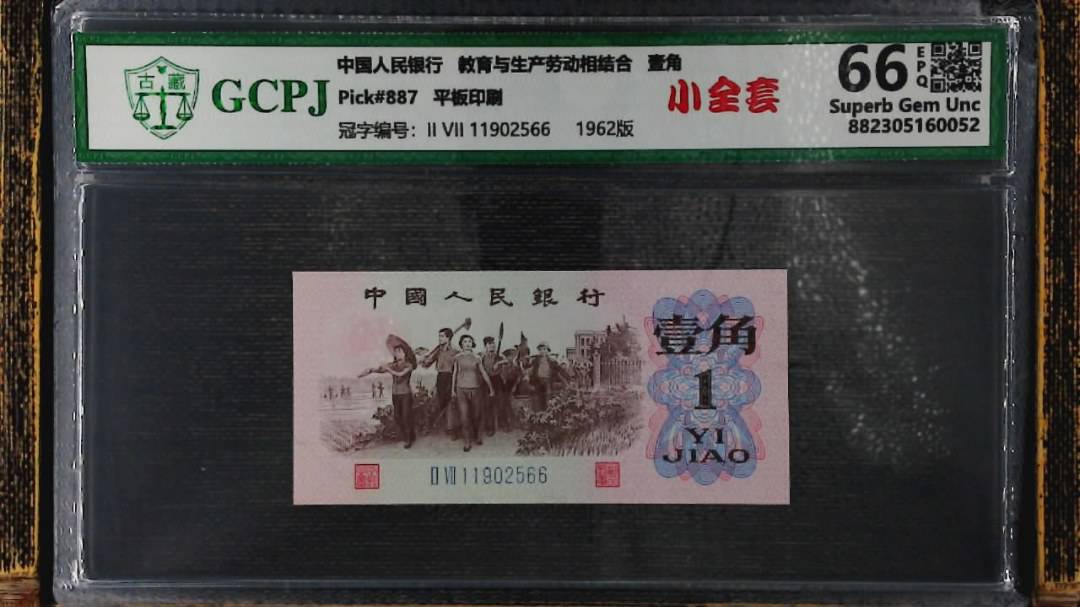 古藏
GCPJ
中国人民银行 教育与生产劳动相结合 壹角
Pick#887 平板印刷
冠字编号: II VII 11902566 1962版
小全套
66 EPQ
Superb Gem Unc
882305160052
中國人民銀行
壹角
1
YI
JIAO
II VII 11902566